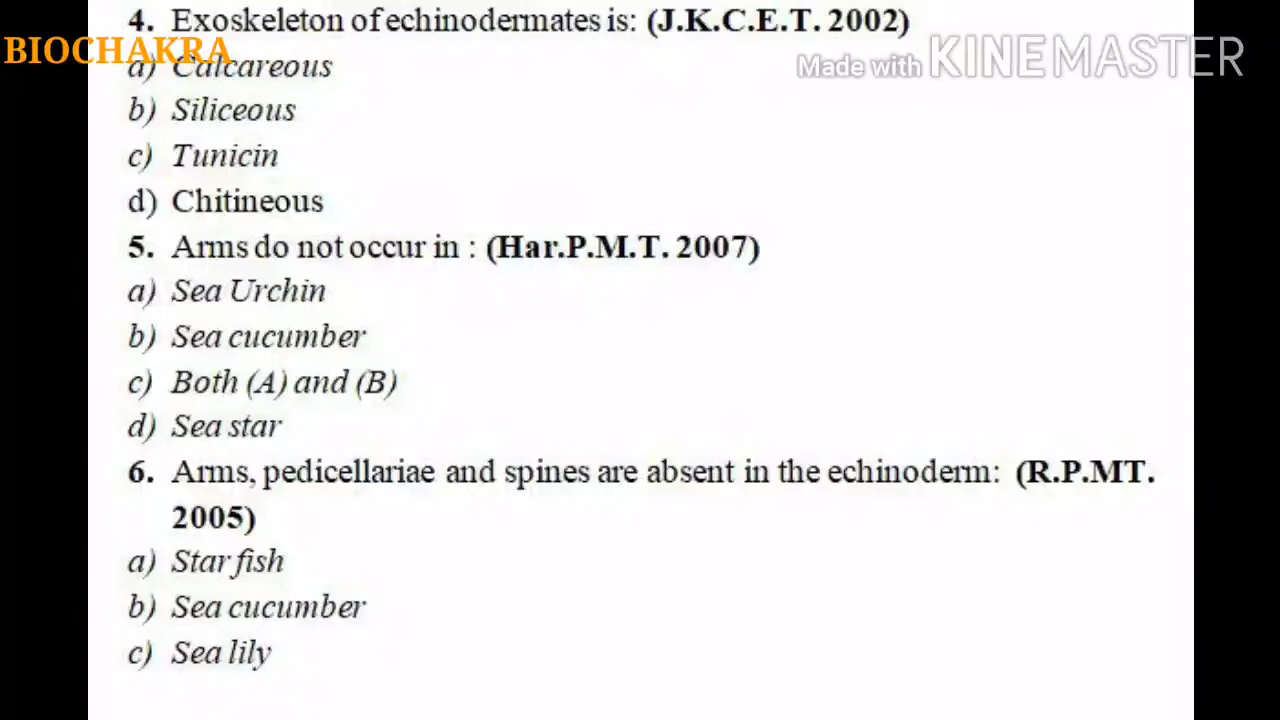 4. Exoskeleton of echinodermates is: (J.K.C.E.T. 2002)
BIOCHAKRA
Made with KINEMASTER
a) Calcareous
b) Siliceous
c) Tunicin
d) Chitineous
5. Arms do not occur in : (Har.P.M.T. 2007)
a) Sea Urchin
b) Sea cucumber
c) Both (A) and (B)
d) Sea star
6. Arms, pedicellariae and spines are absent in the echinoderm: (R.P.MT.
2005)
a) Star fish
b) Sea cucumber
c) Sea lily